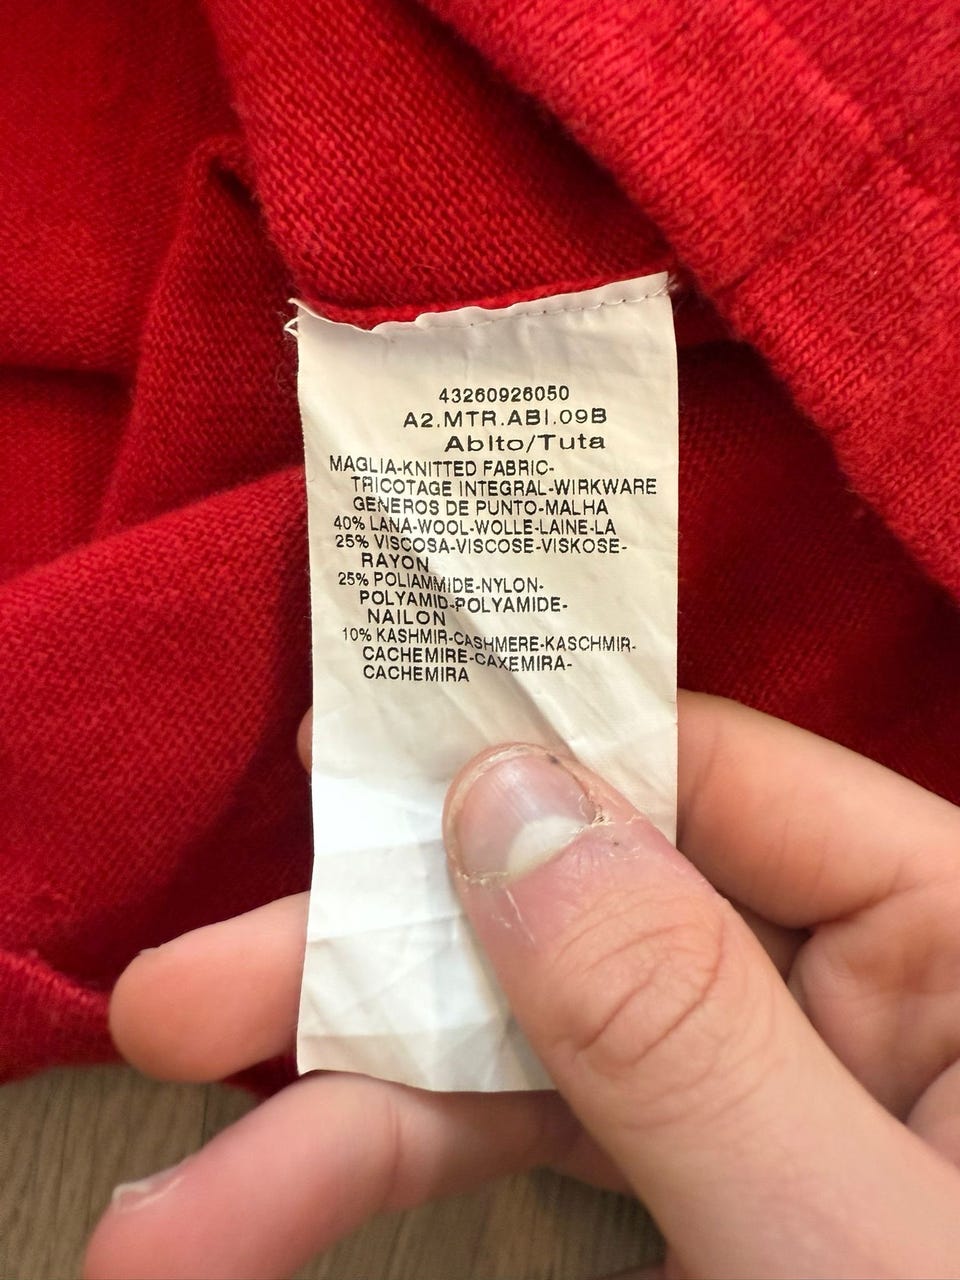 43260926050
A2.MTR.ABI.09B
Abito/Tuta
MAGLIA-KNITTED FABRIC-
TRICOTAGE INTEGRAL-WIRKWARE
GENEROS DE PUNTO-MALHA
40% LANA-WOOL-WOLLE-LAINE-LA
25% VISCOSA-VISCOSE-VISKOSE-
RAYON
25% POLIAMMIDE-NYLON-
POLYAMID-POLYAMIDE-
NAILON
10% KASHMIR-CASHMERE-KASCHMIR-
CACHEMIRE-CAXEMIRA-
CACHEMIRA